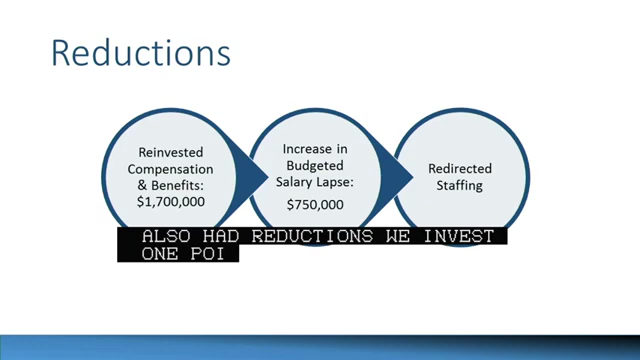 Reductions
Reinvested
Compensation
& Benefits:
$1,700,000
Increase in
Budgeted
Salary Lapse:
$750,000
Redirected
Staffing
ALSO HAD REDUCTIONS WE INVEST
ONE POI